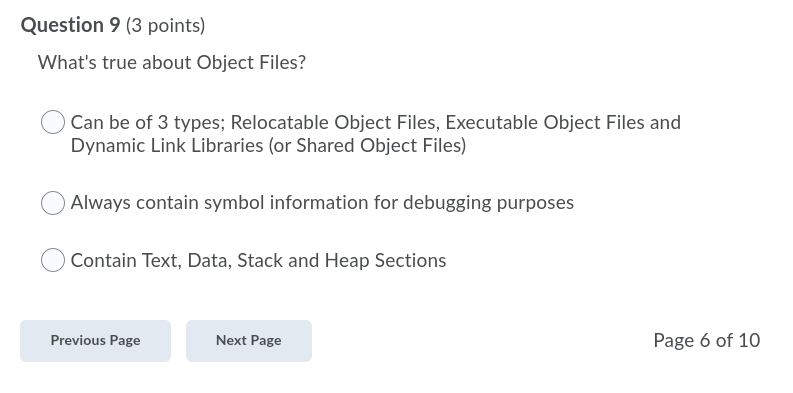 Question 9 (3 points)
What's true about Object Files?
Can be of 3 types; Relocatable Object Files, Executable Object Files and
Dynamic Link Libraries (or Shared Object Files)
Always contain symbol information for debugging purposes
Contain Text, Data, Stack and Heap Sections
Previous Page Next Page Page 6 of 10